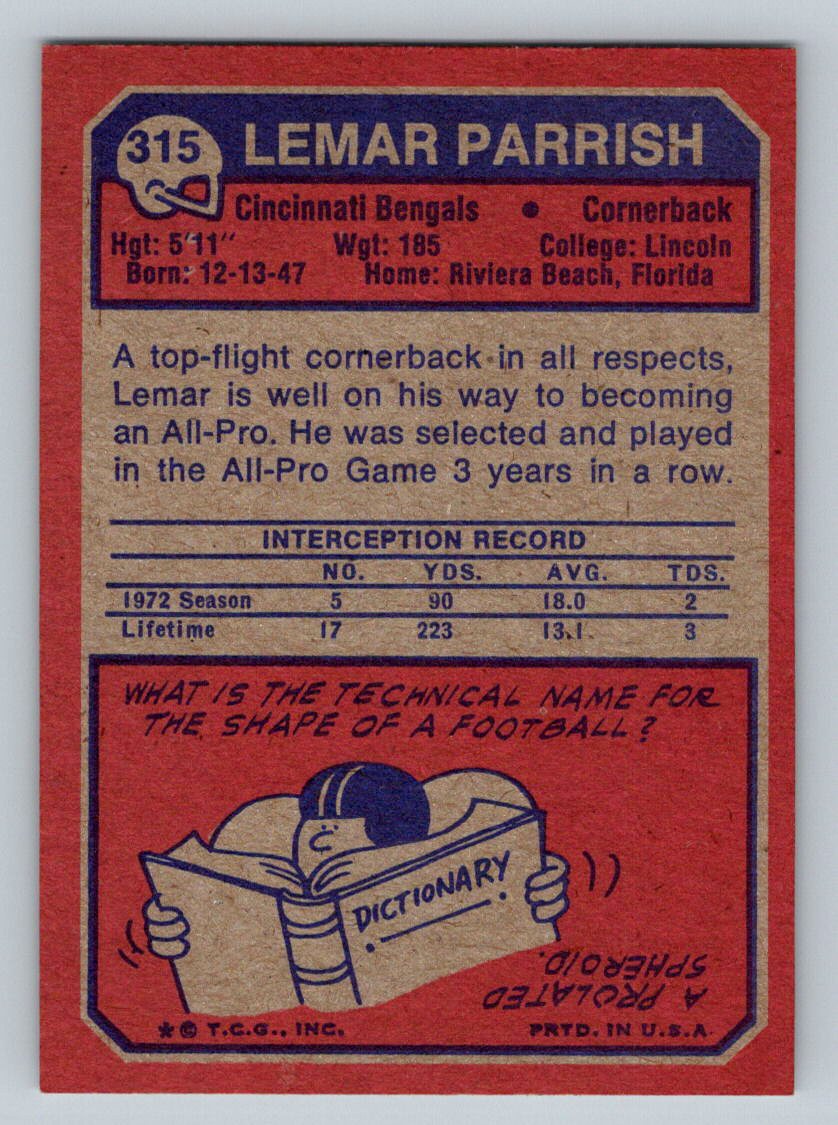 315 LEMAR PARRISH
Cincinnati Bengals • Cornerback
Hgt: 5'11" Wgt: 185 College: Lincoln
Born: 12-13-47 Home: Riviera Beach, Florida
A top-flight cornerback in all respects,
Lemar is well on his way to becoming
an All-Pro. He was selected and played
in the All-Pro Game 3 years in a row.
INTERCEPTION RECORD
NO. YDS. AVG. TDS.
1972 Season 5 90 18.0 2
Lifetime 17 223 13.1 3
WHAT IS THE TECHNICAL NAME FOR
THE SHAPE OF A FOOTBALL?
DICTIONARY
A PROLATED
SPHEROID.
* © T.C.G., INC. PRTD. IN U.S.A.